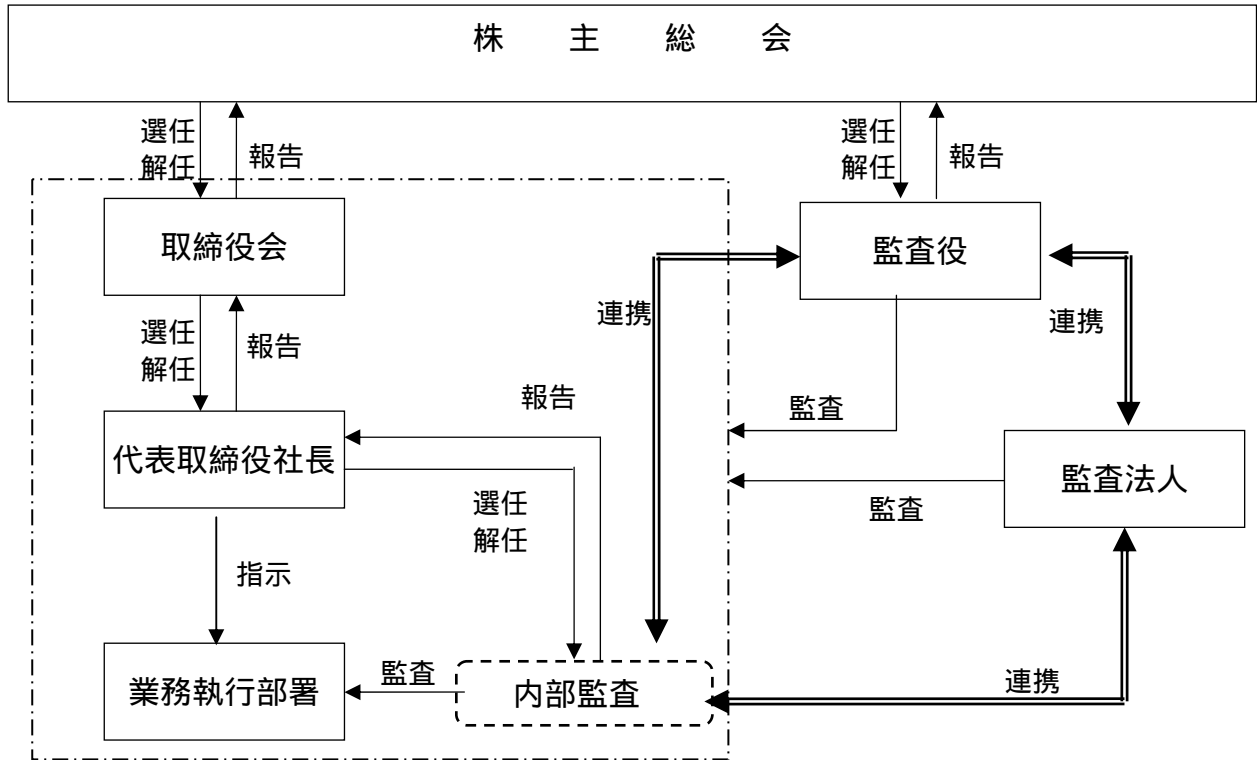 株 主 総 会
選任
解任
報告
選任
解任
報告
取締役会
監査役
連携
連携
選任
解任
報告
報告
監査
代表取締役社長
監査法人
選任
解任
監査
指示
監査
業務執行部署
内部監査
連携